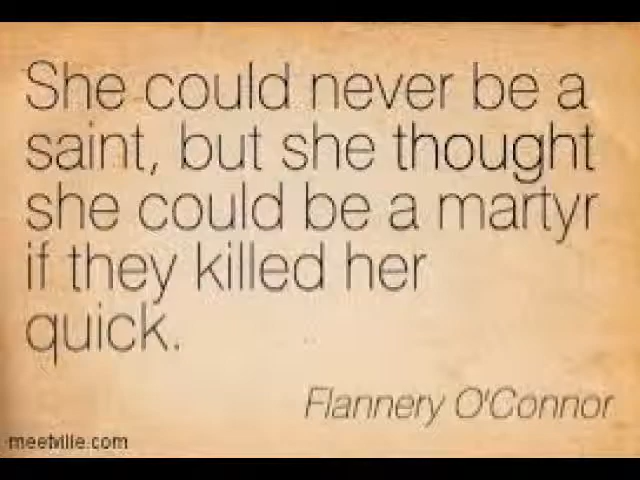 She could never be a
saint, but she thought
she could be a martyr
if they killed her
quick.
Flannery O'Connor
meetville.com